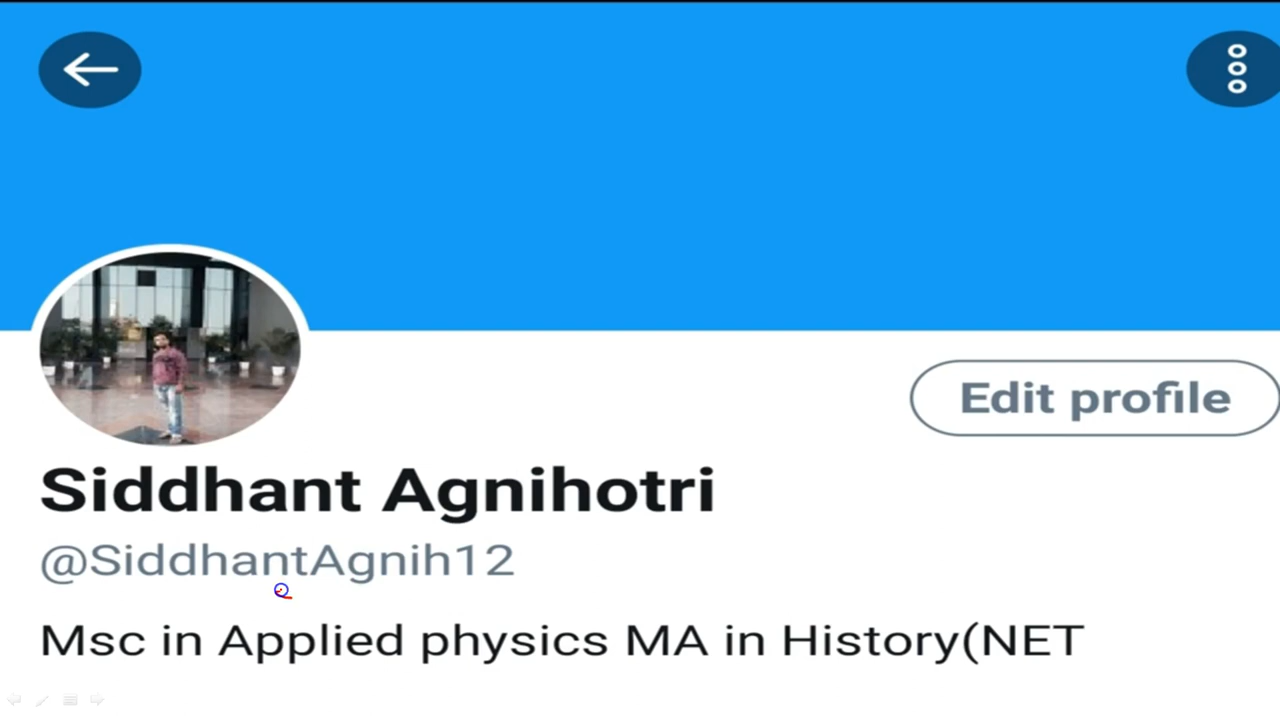 Edit profile
Siddhant Agnihotri
@SiddhantAgnih12
Msc in Applied physics MA in History(NET